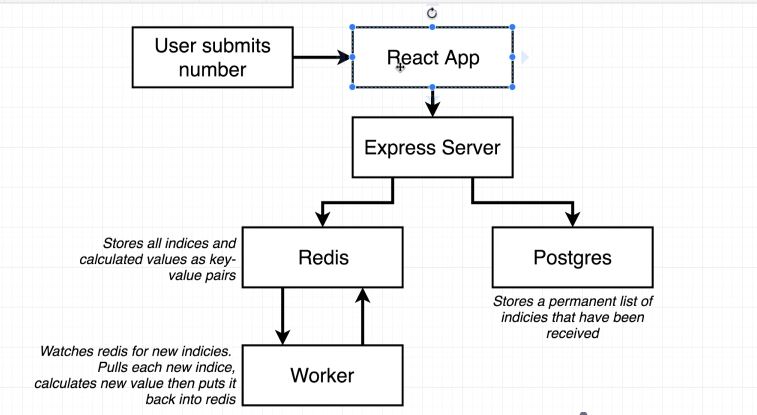 User submits
number
React App
Express Server
Stores all indices and
calculated values as key-
value pairs
Redis
Postgres
Stores a permanent list of
indicies that have been
received
Watches redis for new indicies.
Pulls each new indice,
calculates new value then puts it
back into redis
Worker